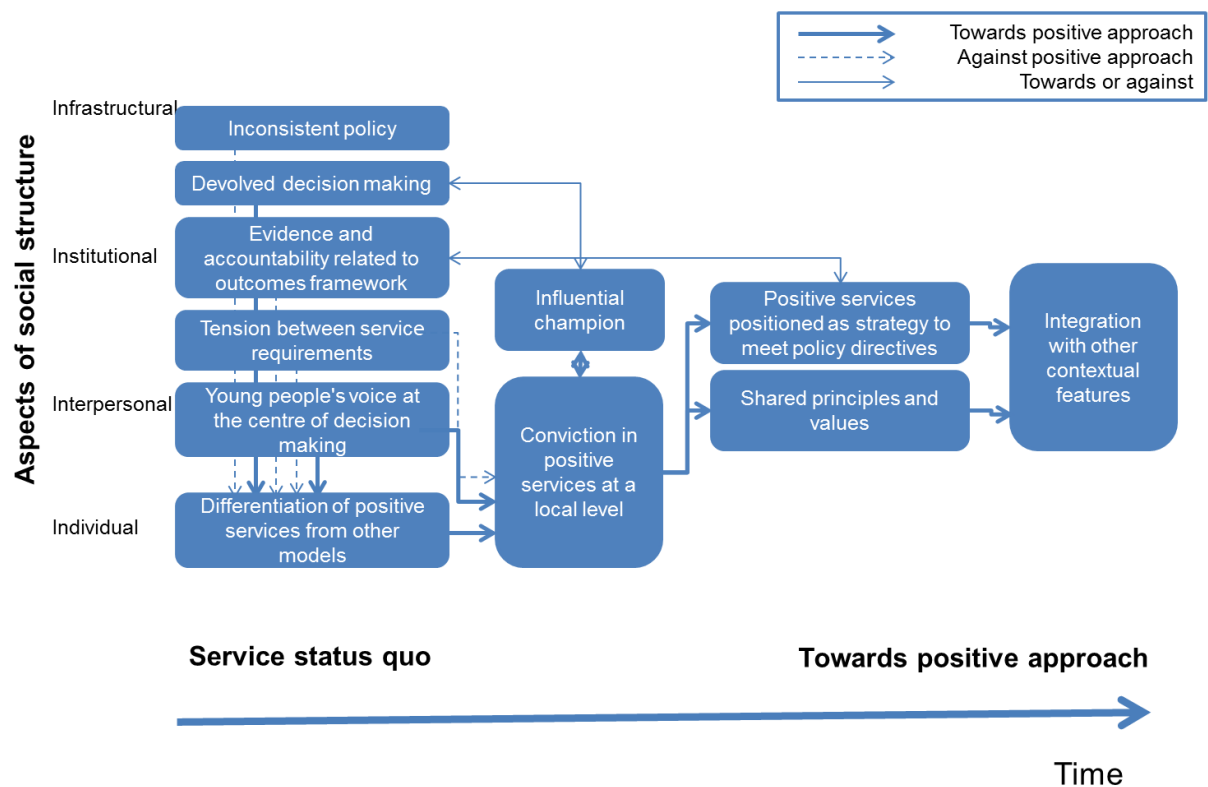 Towards positive approach
Against positive approach
Towards or against
Aspects of social structure
Infrastructural
Institutional
Interpersonal
Individual
Inconsistent policy
Devolved decision making
Evidence and
accountability related to
outcomes framework
Tension between service
requirements
Young people's voice at
the centre of decision
making
Differentiation of positive
services from other
models
Influential
champion
Conviction in
positive
services at a
local level
Positive services
positioned as strategy to
meet policy directives
Shared principles and
values
Integration
with other
contextual
features
Service status quo
Towards positive approach
Time